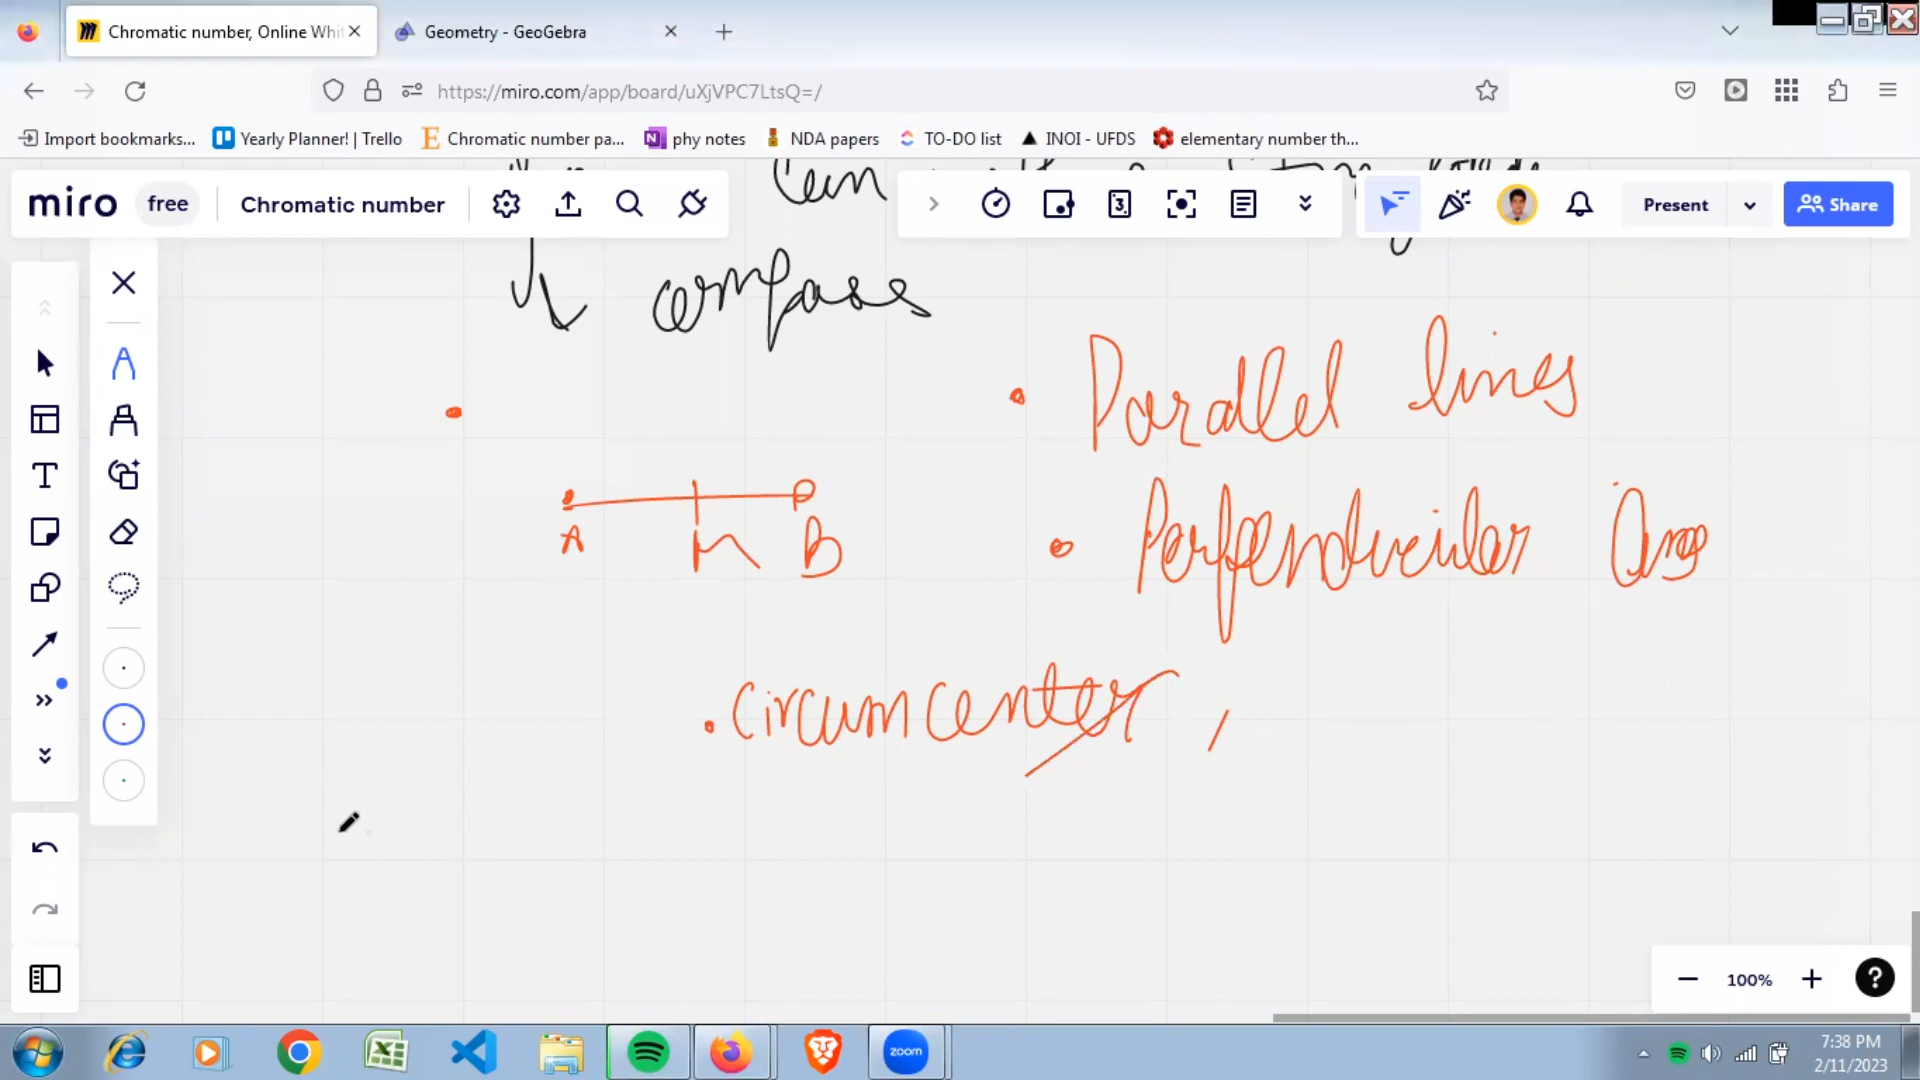 Chromatic number, Online Whi
Geometry - GeoGebra
https://miro.com/app/board/uXjVPC7LtsQ=/
Import bookmarks...
Yearly Planner! | Trello
Chromatic number pa...
phy notes
NDA papers
TO-DO list
INOI - UFDS
elementary number th...
can
miro
free
Chromatic number
Present
Share
compass
Parallel lines
A
M
B
Perpendicular
circumcenter,
100%
zoom
7:38 PM
2/11/2023